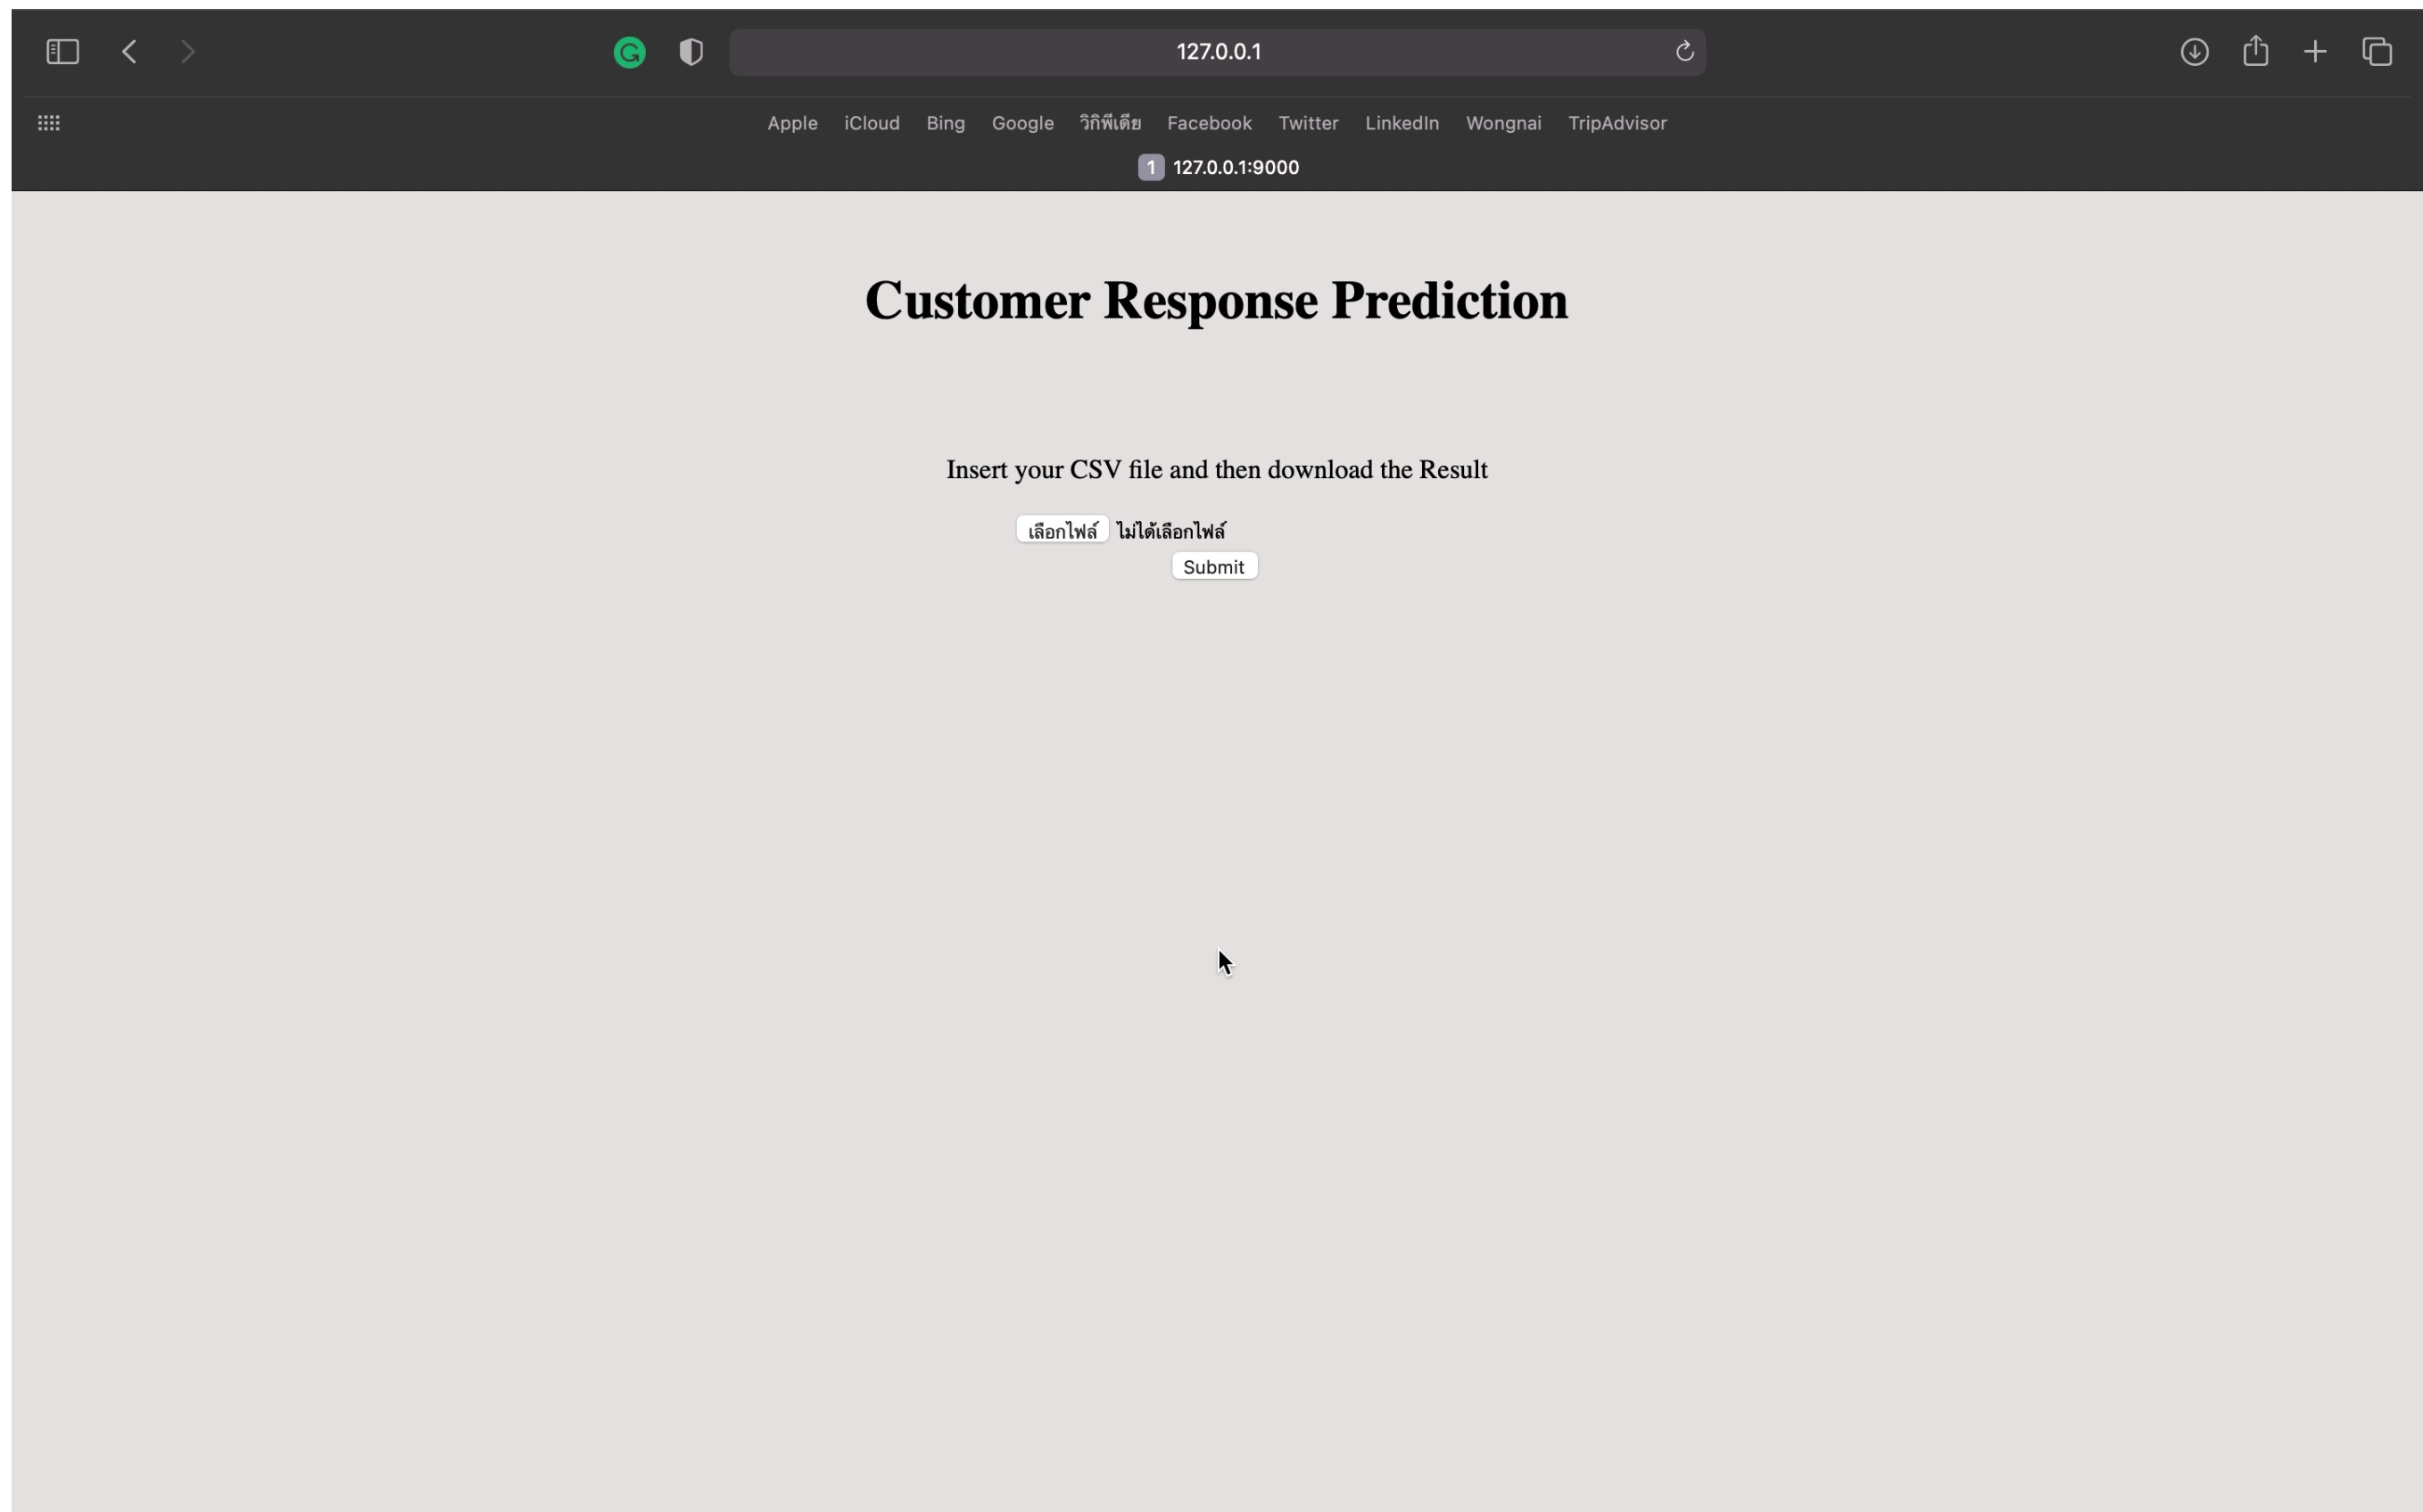 127.0.0.1
Apple iCloud Bing Google วิกิพีเดีย Facebook Twitter LinkedIn Wongnai TripAdvisor
1 127.0.0.1:9000
Customer Response Prediction
Insert your CSV file and then download the Result
เลือกไฟล์ ไม่ได้เลือกไฟล์
Submit